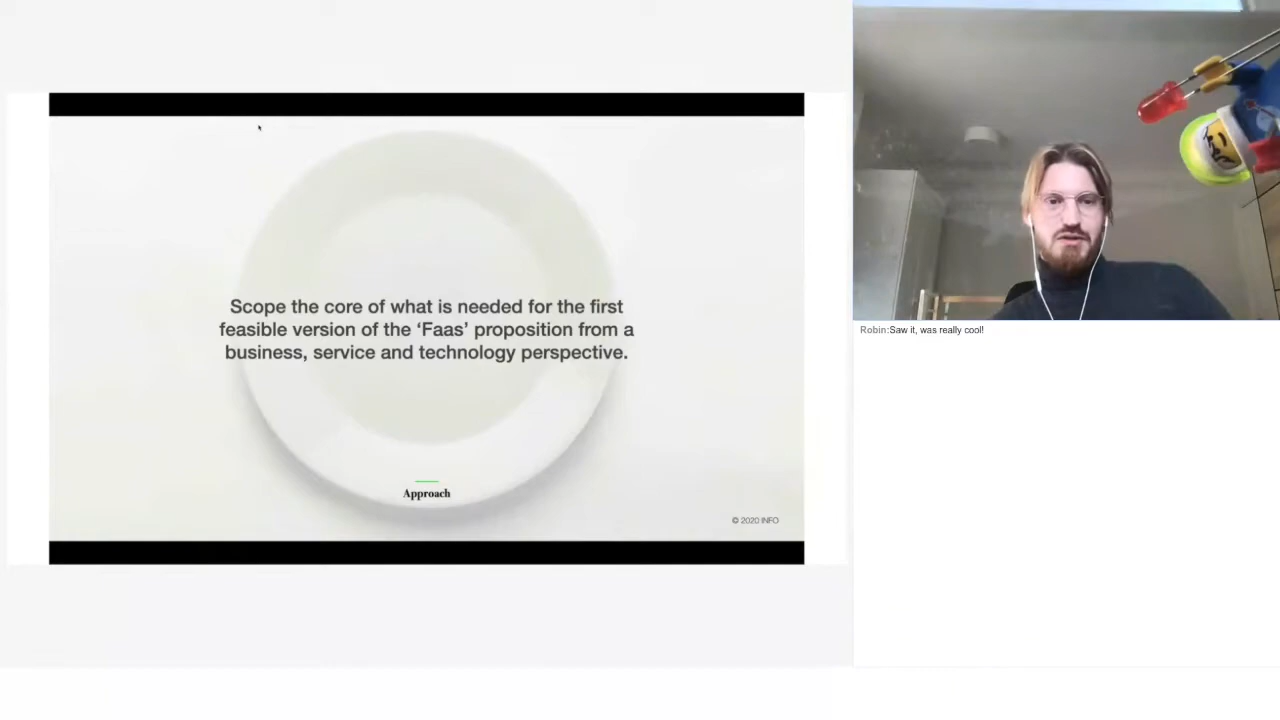 Scope the core of what is needed for the first
feasible version of the ‘Faas’ proposition from a
business, service and technology perspective.
Approach
© 2020 INFO
Robin:Saw it, was really cool!